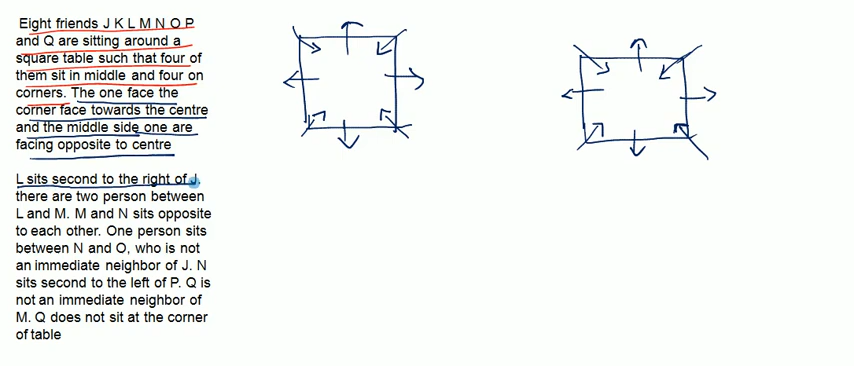 Eight friends J K L M N O P
and Q are sitting around a
square table such that four of
them sit in middle and four on
corners. The one face the
corner face towards the centre
and the middle side one are
facing opposite to centre
L sits second to the right of J,
there are two person between
L and M. M and N sits opposite
to each other. One person sits
between N and O, who is not
an immediate neighbor of J. N
sits second to the left of P. Q is
not an immediate neighbor of
M. Q does not sit at the corner
of table